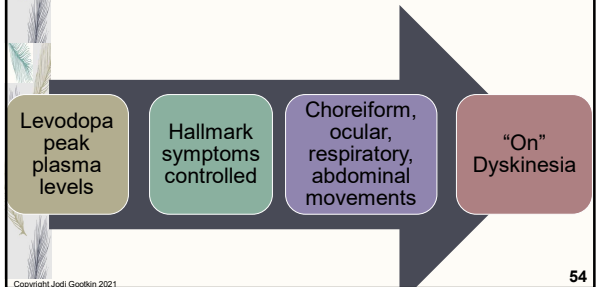 Levodopa
peak
plasma
levels
Hallmark
symptoms
controlled
Choreiform,
ocular,
respiratory,
abdominal
movements
“On”
Dyskinesia
Copyright Jodi Gootkin 2021
54